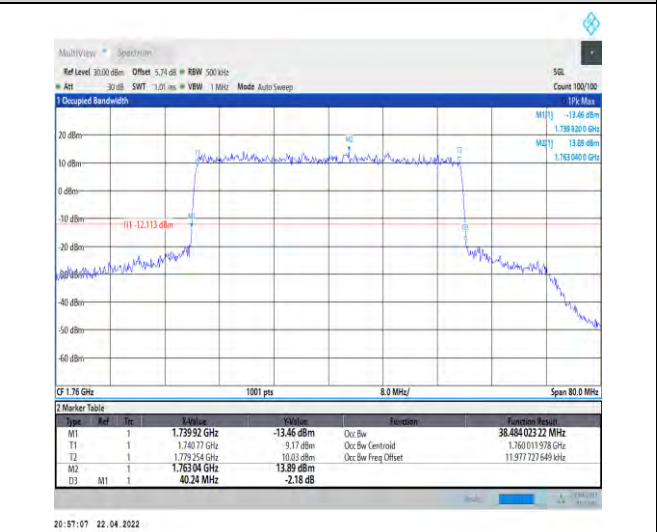 MultiView Spectrum
Ref Level 30.00 dBm Offset 5.74 dB RBW 500 kHz SGL
Att 30 dB SWT 1.01 ms VBW 1 MHz Mode Auto Sweep Count 100/100
1 Occupied Bandwidth 1Pk Max
M1[1] -13.46 dBm
1.739 920 0 GHz
M2[1] 13.89 dBm
1.763 040 0 GHz
20 dBm
M2
T1
T2
10 dBm
0 dBm
-10 dBm
M1
H1 -12.113 dBm
D3
-20 dBm
-30 dBm
-40 dBm
-50 dBm
-60 dBm
CF 1.76 GHz 1001 pts 8.0 MHz/ Span 80.0 MHz
2 Marker Table
Type Ref Trc X-Value Y-Value Function Function Result
M1 1 1.739 92 GHz -13.46 dBm Occ Bw 38.484 023 22 MHz
T1 1 1.740 77 GHz 9.17 dBm Occ Bw Centroid 1.760 011 978 GHz
T2 1 1.779 254 GHz 10.03 dBm Occ Bw Freq Offset 11.977 727 649 kHz
M2 1 1.763 04 GHz 13.89 dBm
D3 M1 1 40.24 MHz -2.18 dB
20:57:07 22.04.2022